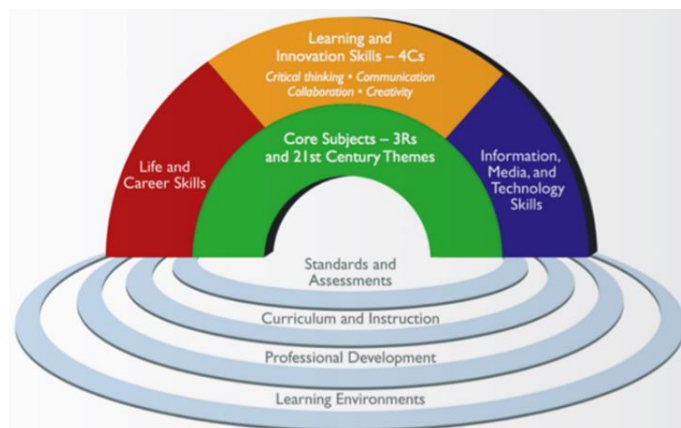 Learning and
Innovation Skills – 4Cs
Critical thinking • Communication
Collaboration • Creativity
Core Subjects – 3Rs
and 21st Century Themes
Life and
Career Skills
Information,
Media, and
Technology
Skills
Standards and
Assessments
Curriculum and Instruction
Professional Development
Learning Environments